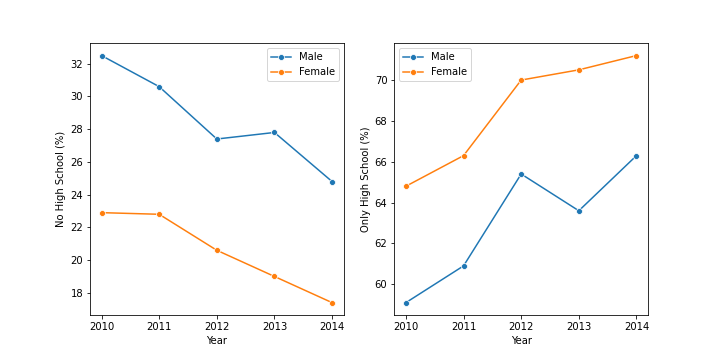 Male
Female
No High School (%)
32
30
28
26
24
22
20
18
2010 2011 2012 2013 2014
Year
Male
Female
Only High School (%)
70
68
66
64
62
60
2010 2011 2012 2013 2014
Year